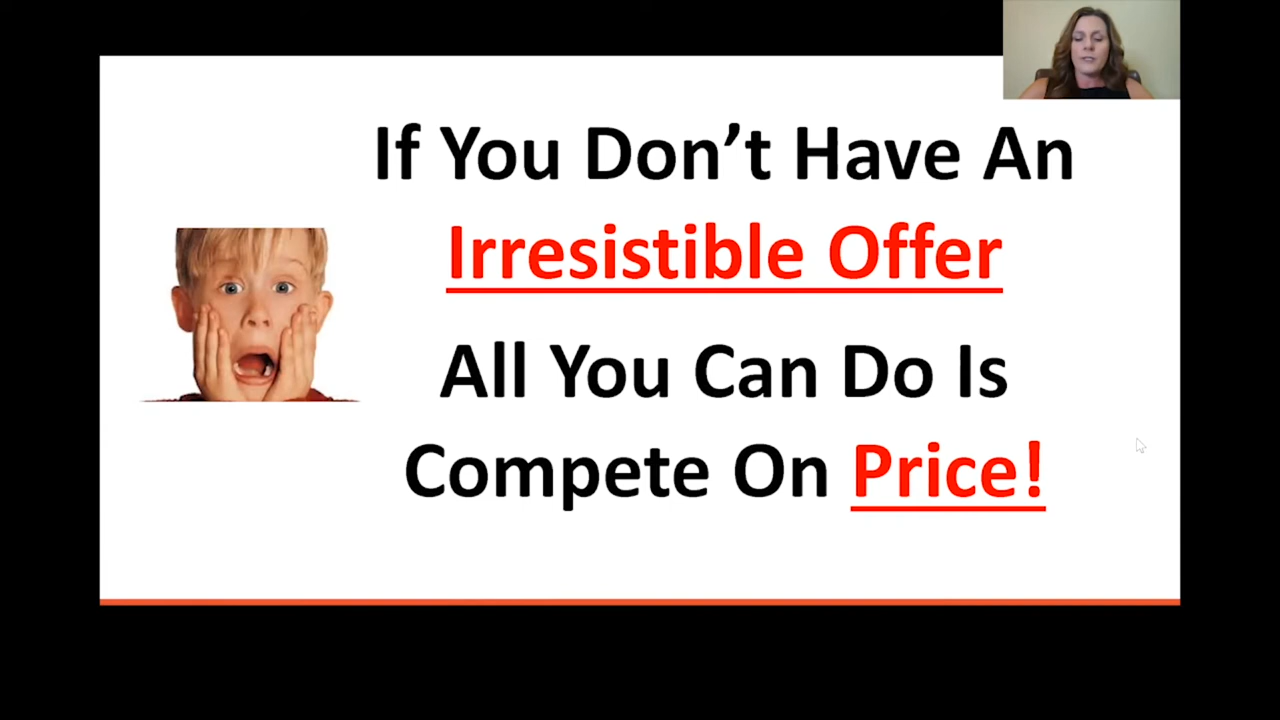 If You Don’t Have An
Irresistible Offer
All You Can Do Is
Compete On Price!